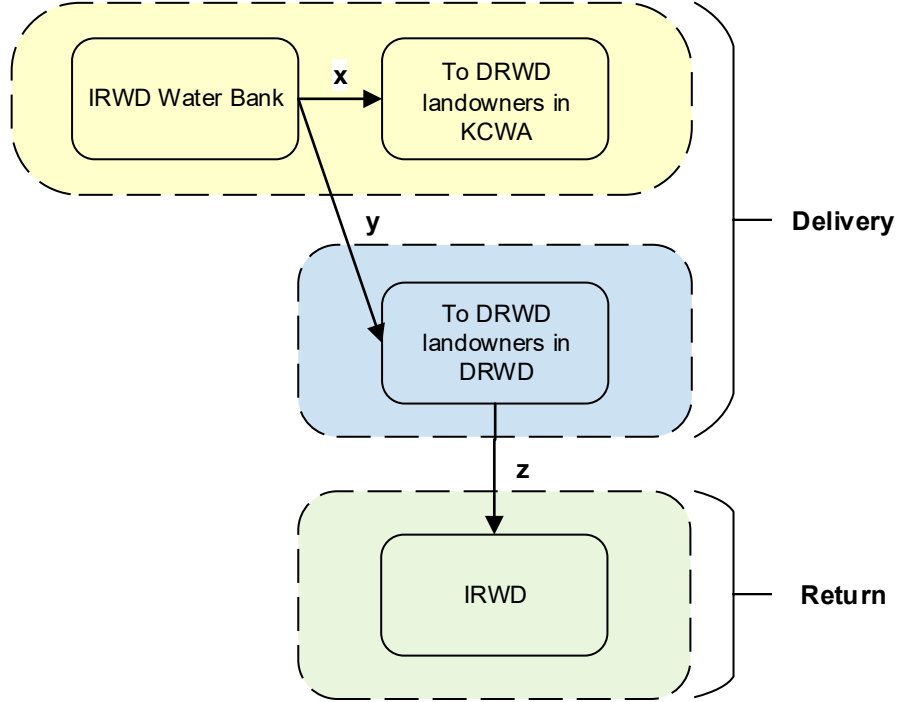 IRWD Water Bank
x
To DRWD
landowners in
KCWA
y
Delivery
To DRWD
landowners in
DRWD
z
IRWD
Return